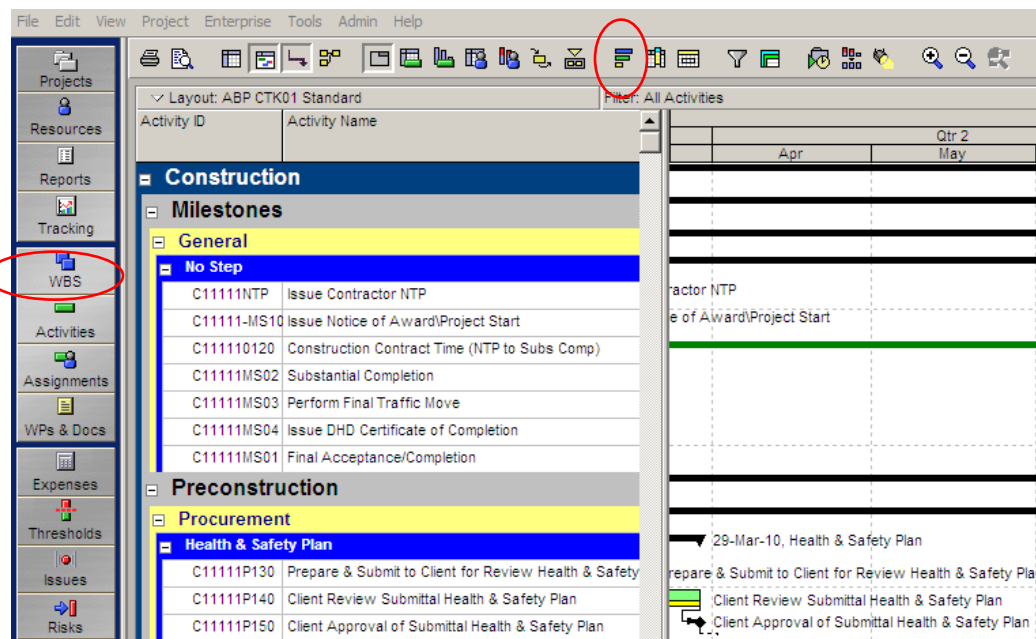 File Edit View Project Enterprise Tools Admin Help
Projects
Resources
Reports
Tracking
WBS
Activities
Assignments
WPs & Docs
Expenses
Thresholds
Issues
Risks
Layout: ABP CTK01 Standard
Filter: All Activities
Activity ID Activity Name
Qtr 2
Apr May
Construction
Milestones
General
No Step
C11111NTP Issue Contractor NTP
C11111-MS10 Issue Notice of Award\Project Start
C111110120 Construction Contract Time (NTP to Subs Comp)
C11111MS02 Substantial Completion
C11111MS03 Perform Final Traffic Move
C11111MS04 Issue DHD Certificate of Completion
C11111MS01 Final Acceptance/Completion
Preconstruction
Procurement
Health & Safety Plan
C11111P130 Prepare & Submit to Client for Review Health & Safety
C11111P140 Client Review Submittal Health & Safety Plan
C11111P150 Client Approval of Submittal Health & Safety Plan
ractor NTP
e of Award\Project Start
29-Mar-10, Health & Safety Plan
repare & Submit to Client for Review Health & Safety Pla
Client Review Submittal Health & Safety Plan
Client Approval of Submittal Health & Safety Plan